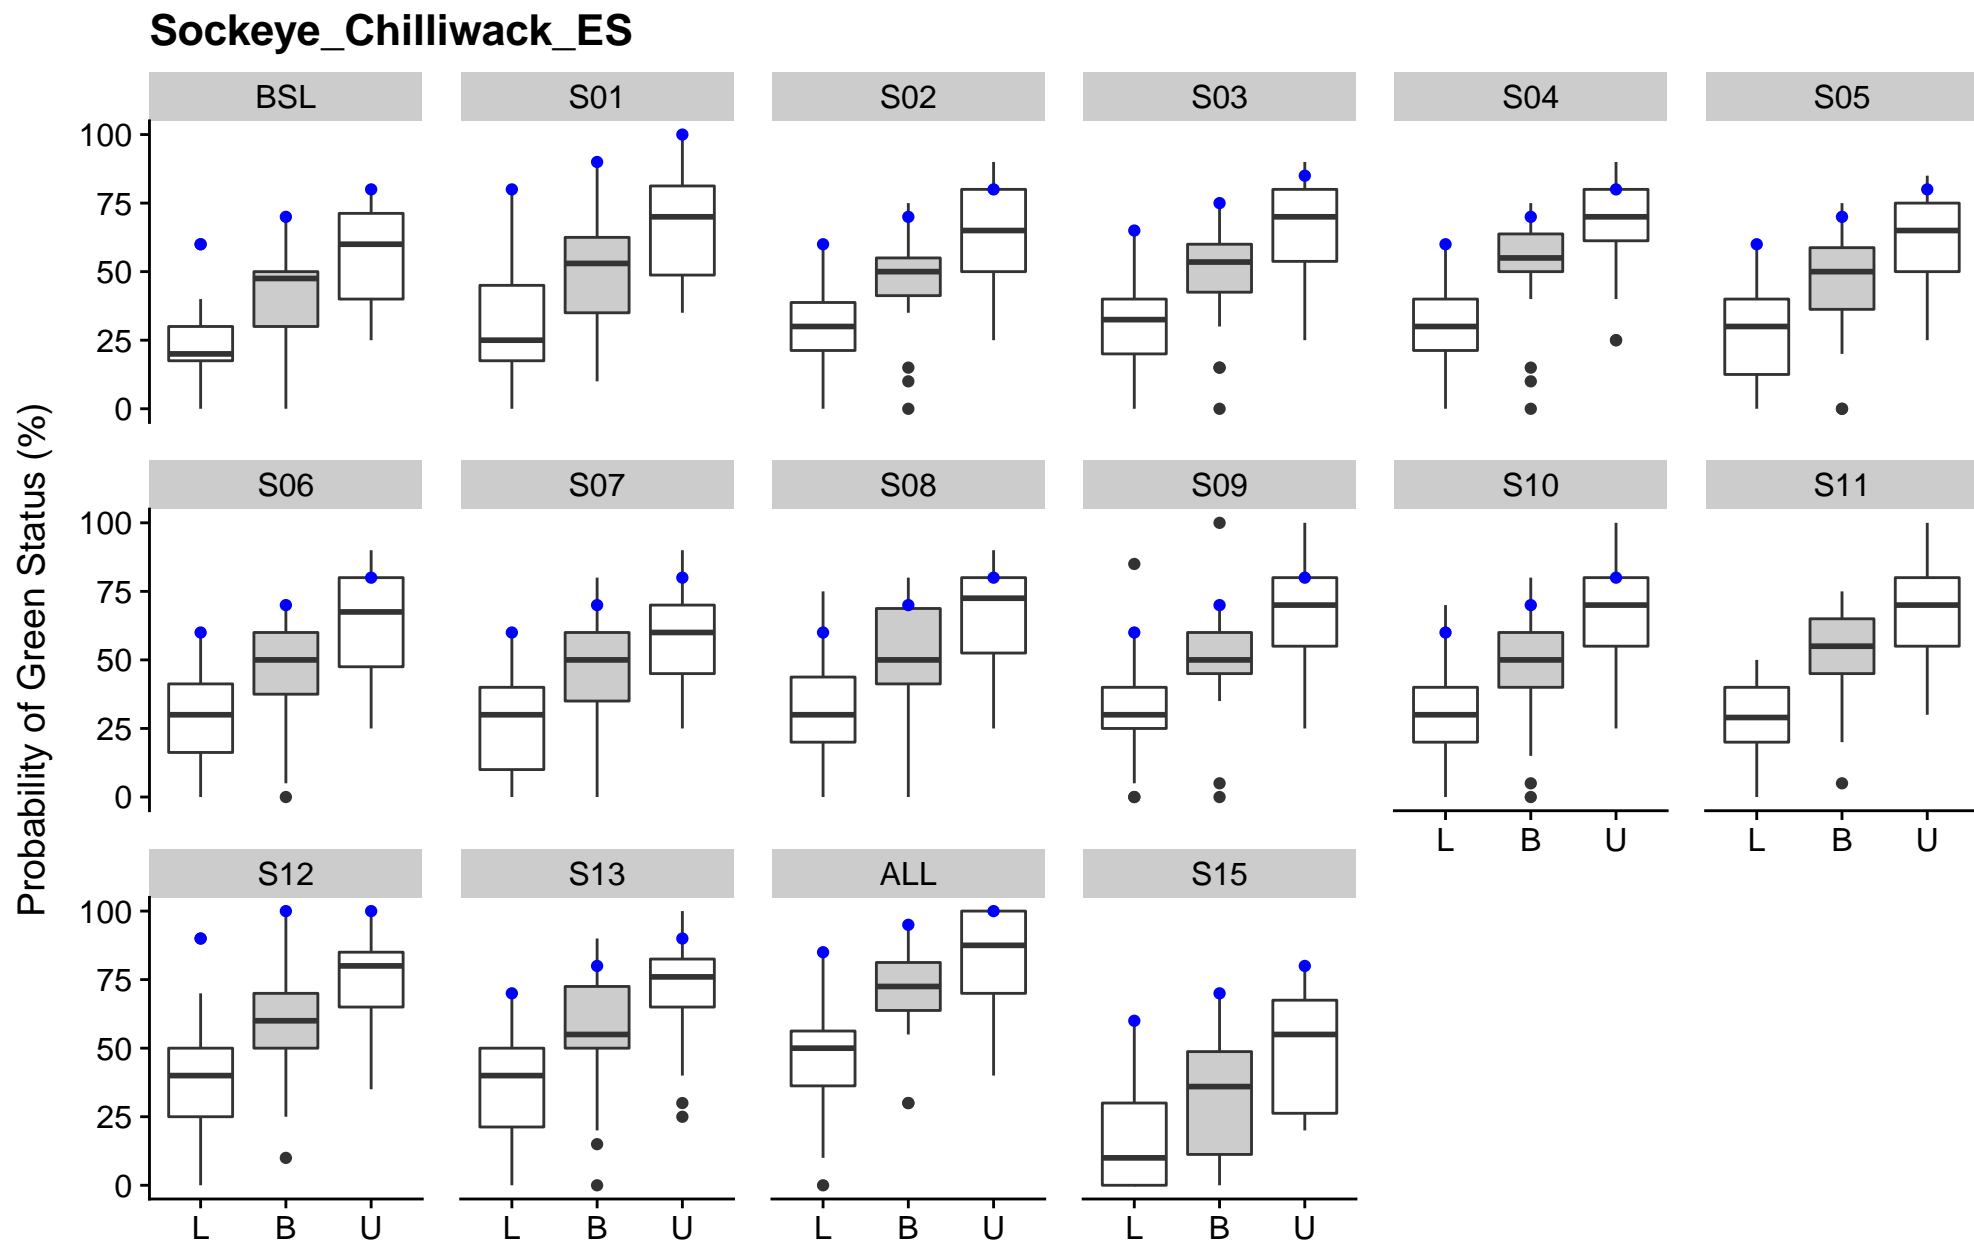 Sockeye_Chilliwack_ES
BSL S01 S02 S03 S04 S05
100
75
50
25
0
S06 S07 S08 S09 S10 S11
100
75
50
25
0
L B U L B U
S12 S13 ALL S15
100
75
50
25
0
L B U L B U L B U L B U
Probability of Green Status (%)